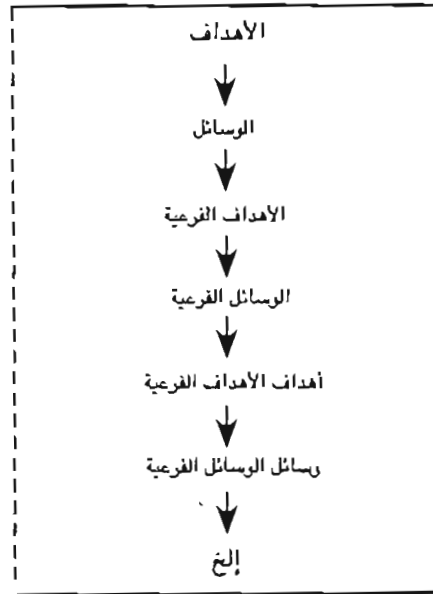 الأهداف
الوسائل
الأهداف الفرعية
الوسائل الفرعية
أهداف الأهداف الفرعية
وسائل الوسائل الفرعية
إلخ